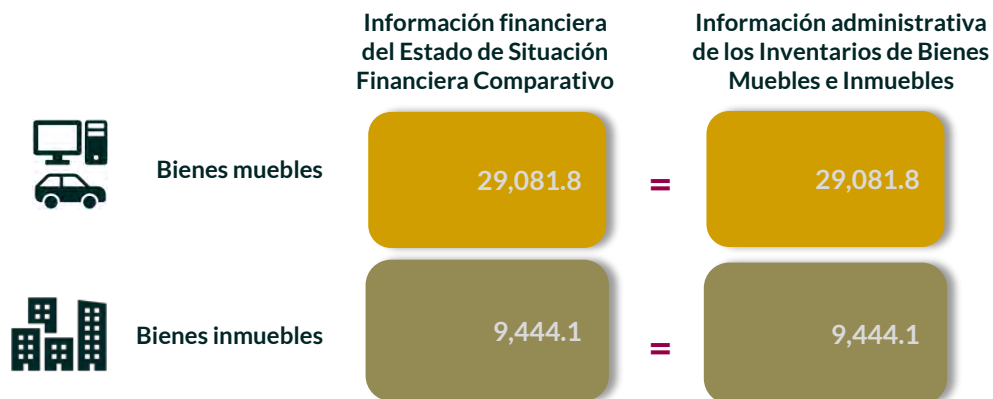 Información financiera
del Estado de Situación
Financiera Comparativo
Información administrativa
de los Inventarios de Bienes
Muebles e Inmuebles
Bienes muebles
29,081.8
=
29,081.8
Bienes inmuebles
9,444.1
=
9,444.1